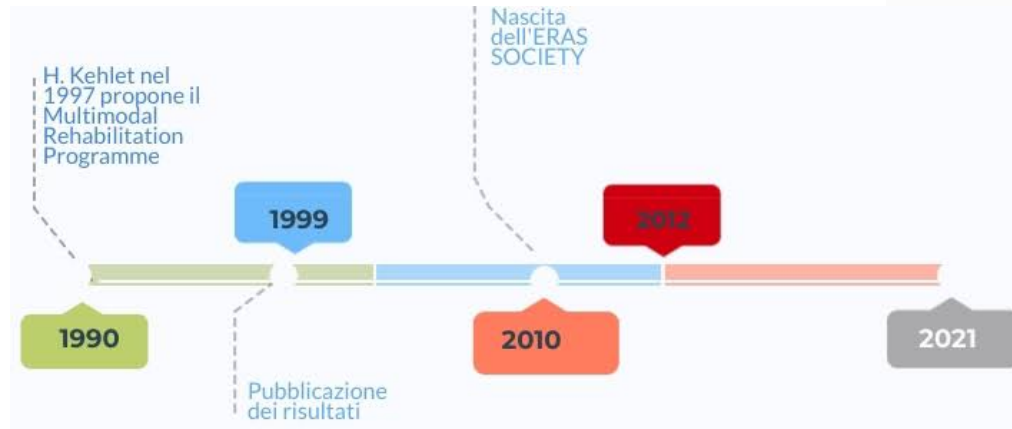 Nascita
dell'ERAS
SOCIETY
H. Kehlet nel
1997 propone il
Multimodal
Rehabilitation
Programme
1999
2012
1990
2010
2021
Pubblicazione
dei risultati